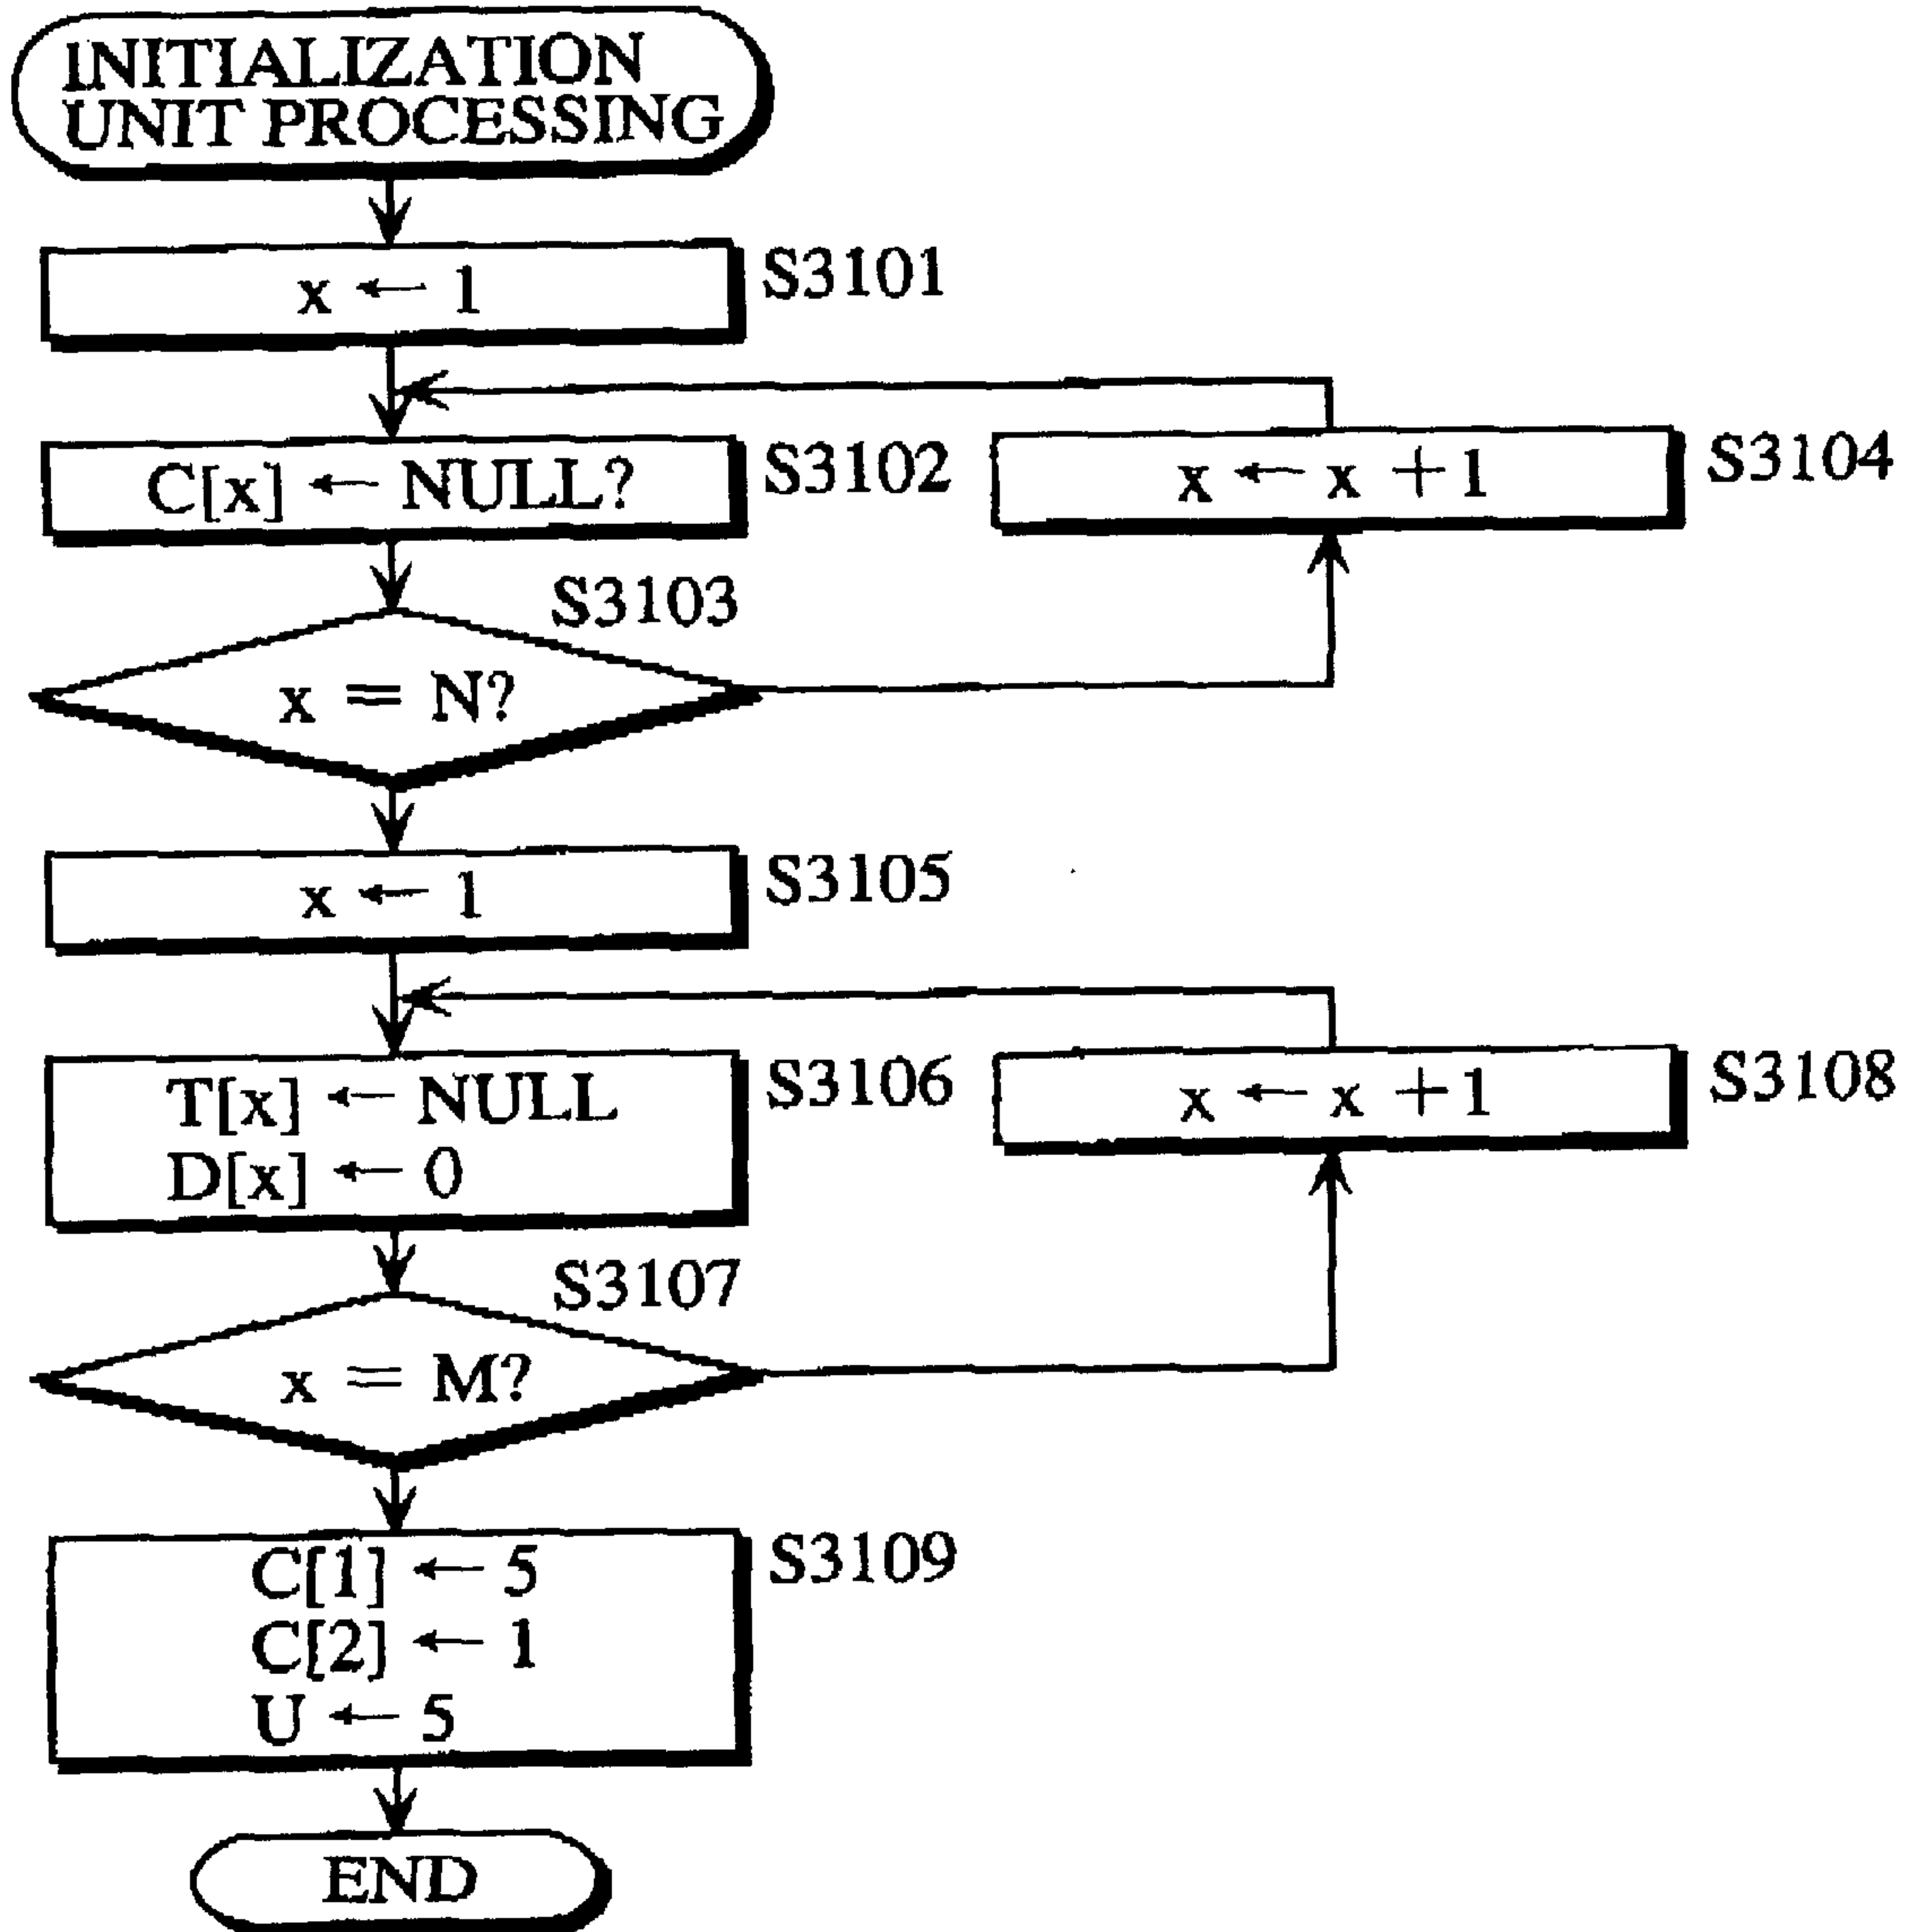 INITIALIZATION
UNIT PROCESSING
x ← 1
S3101
C[x] ← NULL?
S3102
x ← x + 1
S3104
S3103
x = N?
x ← 1
S3105
T[x] ← NULL
D[x] ← 0
S3106
x ← x + 1
S3108
S3107
x = M?
C[1] ← 5
C[2] ← 1
U ← 5
S3109
END